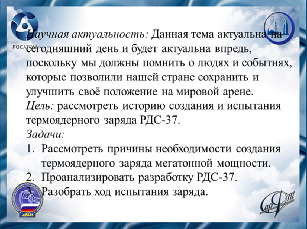 Научная актуальность: Данная тема актуальна на
сегодняшний день и будет актуальна впредь,
поскольку мы должны помнить о людях и событиях,
которые позволили нашей стране сохранить и
улучшить своё положение на мировой арене.
Цель: рассмотреть историю создания и испытания
термоядерного заряда РДС-37.
Задачи:
1. Рассмотреть причины необходимости создания
термоядерного заряда мегатонной мощности.
2. Проанализировать разработку РДС-37.
Разобрать ход испытания заряда.
РОСАТОМ